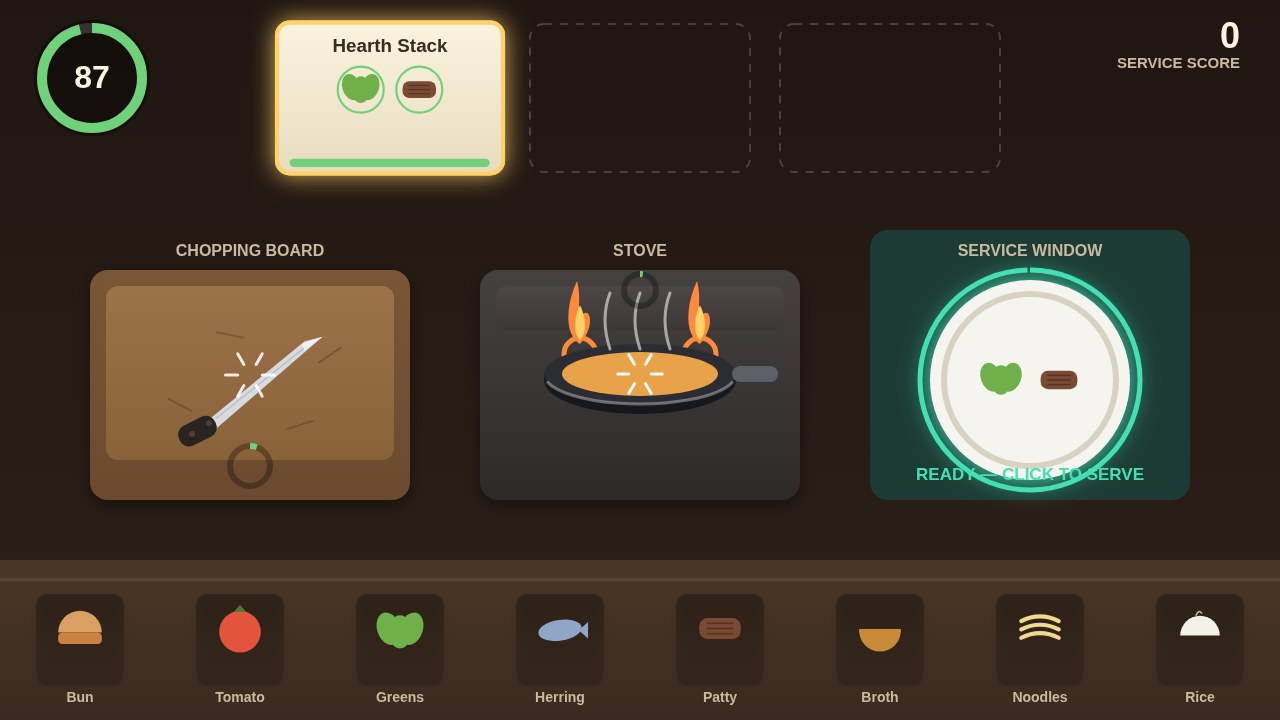 87
Hearth Stack
0
SERVICE SCORE
CHOPPING BOARD
STOVE
SERVICE WINDOW
READY — CLICK TO SERVE
Bun
Tomato
Greens
Herring
Patty
Broth
Noodles
Rice